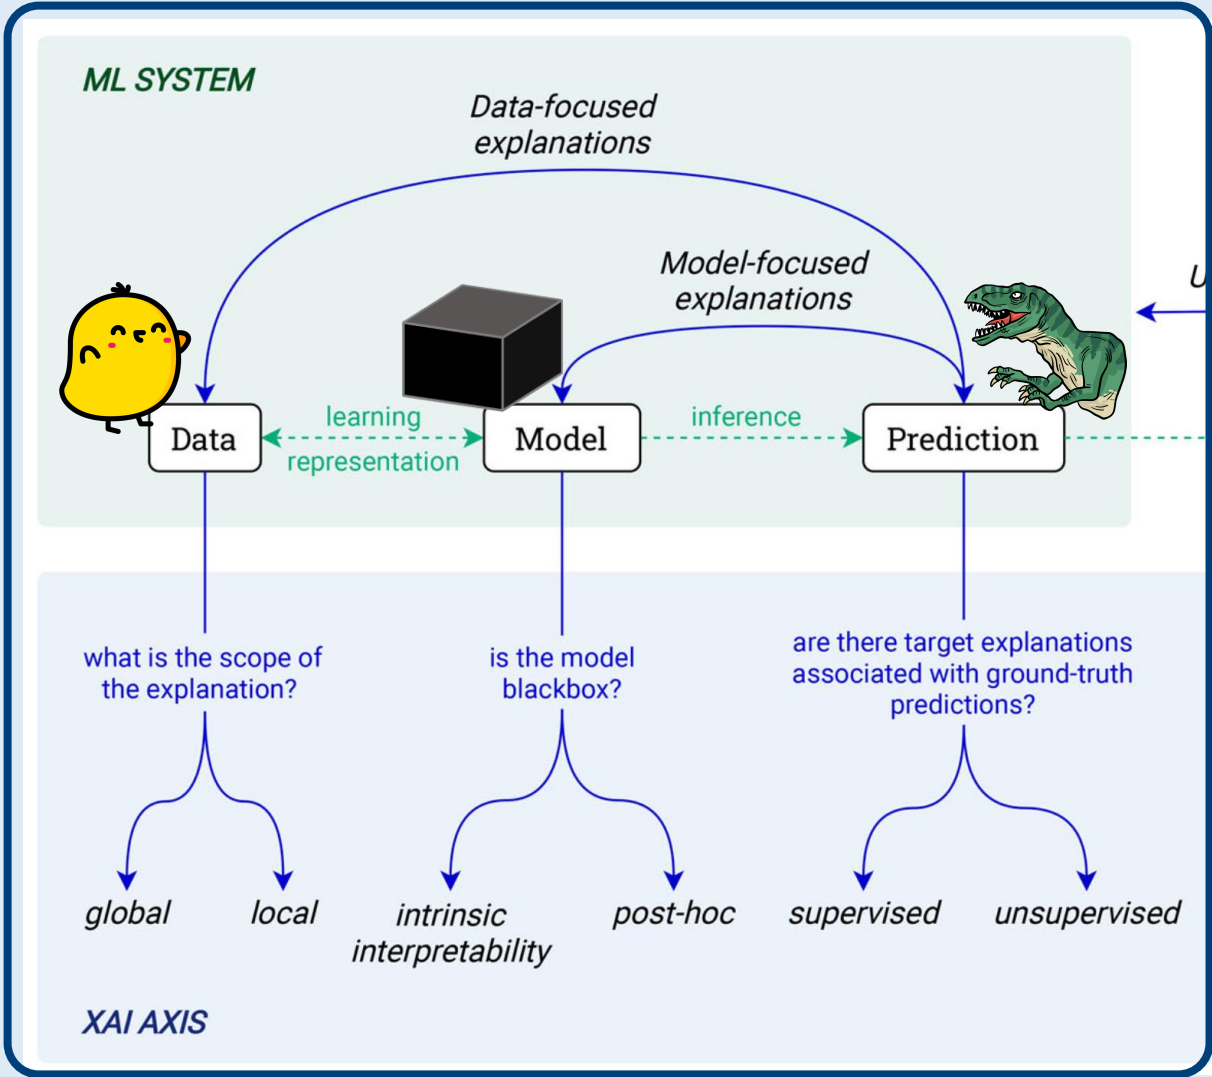 ML SYSTEM
Data-focused
explanations
Model-focused
explanations
U
Data
learning
representation
Model
inference
Prediction
what is the scope of
the explanation?
is the model
blackbox?
are there target explanations
associated with ground-truth
predictions?
global
local
intrinsic
interpretability
post-hoc
supervised
unsupervised
XAI AXIS